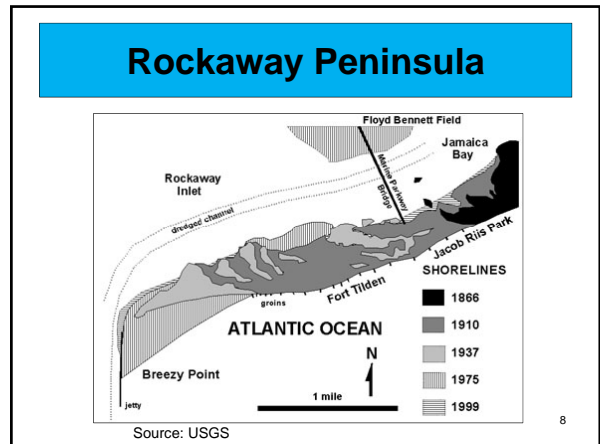 Rockaway Peninsula
Floyd Bennett Field
Jamaica
Bay
Marine Parkway
Bridge
Rockaway
Inlet
dredged channel
Jacob Riis Park
Fort Tilden
groins
SHORELINES
1866
1910
1937
1975
1999
ATLANTIC OCEAN
N
Breezy Point
1 mile
jetty
Source: USGS
8